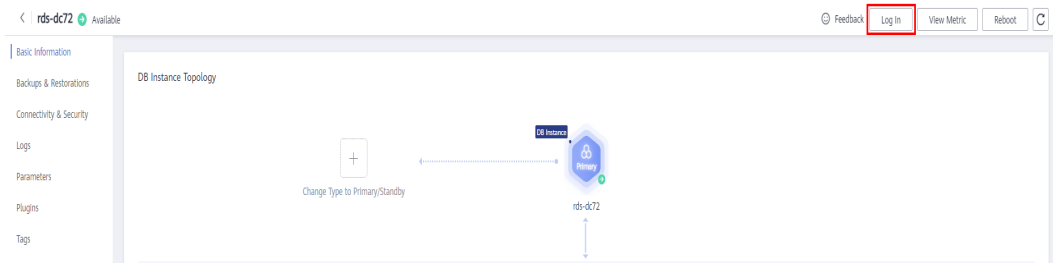 rds-dc72 Available Feedback Log In View Metric Reboot
Basic Information
Backups & Restorations
Connectivity & Security
Logs
Parameters
Plugins
Tags
DB Instance Topology
DB Instance
Primary
Change Type to Primary/Standby
rds-dc72